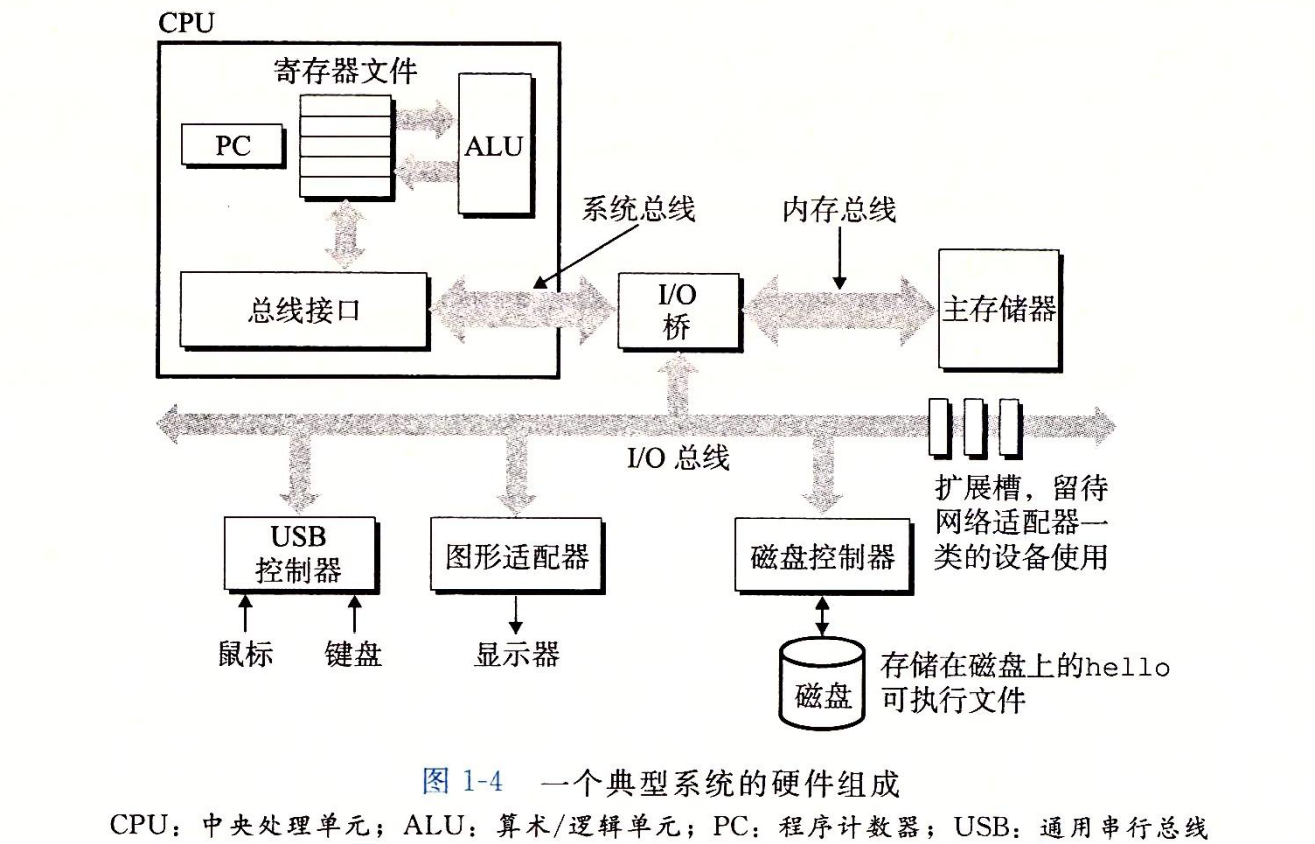 CPU
寄存器文件
PC
ALU
系统总线
内存总线
总线接口
I/O
桥
主存储器
I/O 总线
扩展槽，留待
网络适配器一
类的设备使用
USB
控制器
图形适配器
磁盘控制器
鼠标
键盘
显示器
磁盘
存储在磁盘上的hello
可执行文件
图 1-4 一个典型系统的硬件组成
CPU：中央处理单元；ALU：算术/逻辑单元；PC：程序计数器；USB：通用串行总线